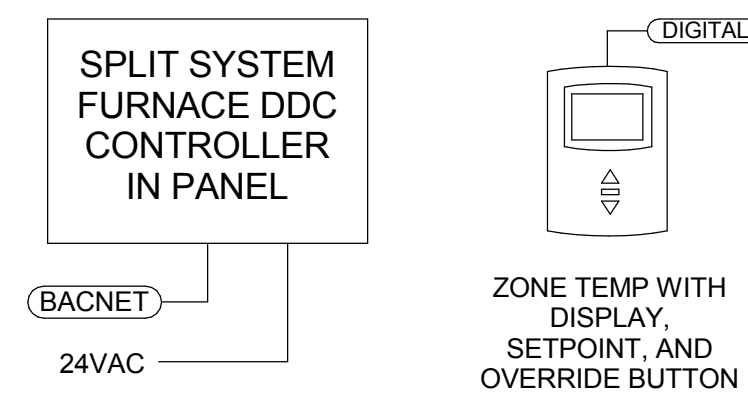 SPLIT SYSTEM
FURNACE DDC
CONTROLLER
IN PANEL
BACNET
24VAC
DIGITAL
ZONE TEMP WITH
DISPLAY,
SETPOINT, AND
OVERRIDE BUTTON